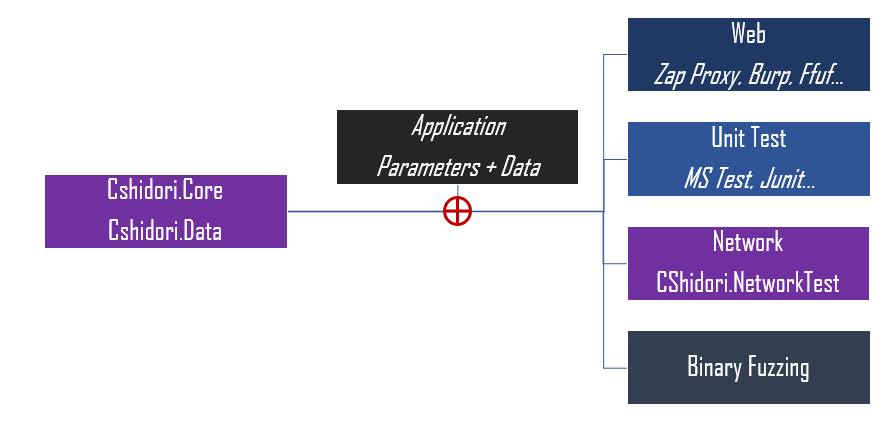 Web
Zap Proxy, Burp, Ffuf...
Application
Parameters + Data
Unit Test
MS Test, Junit...
Cshidori.Core
Cshidori.Data
Network
CShidori.NetworkTest
Binary Fuzzing